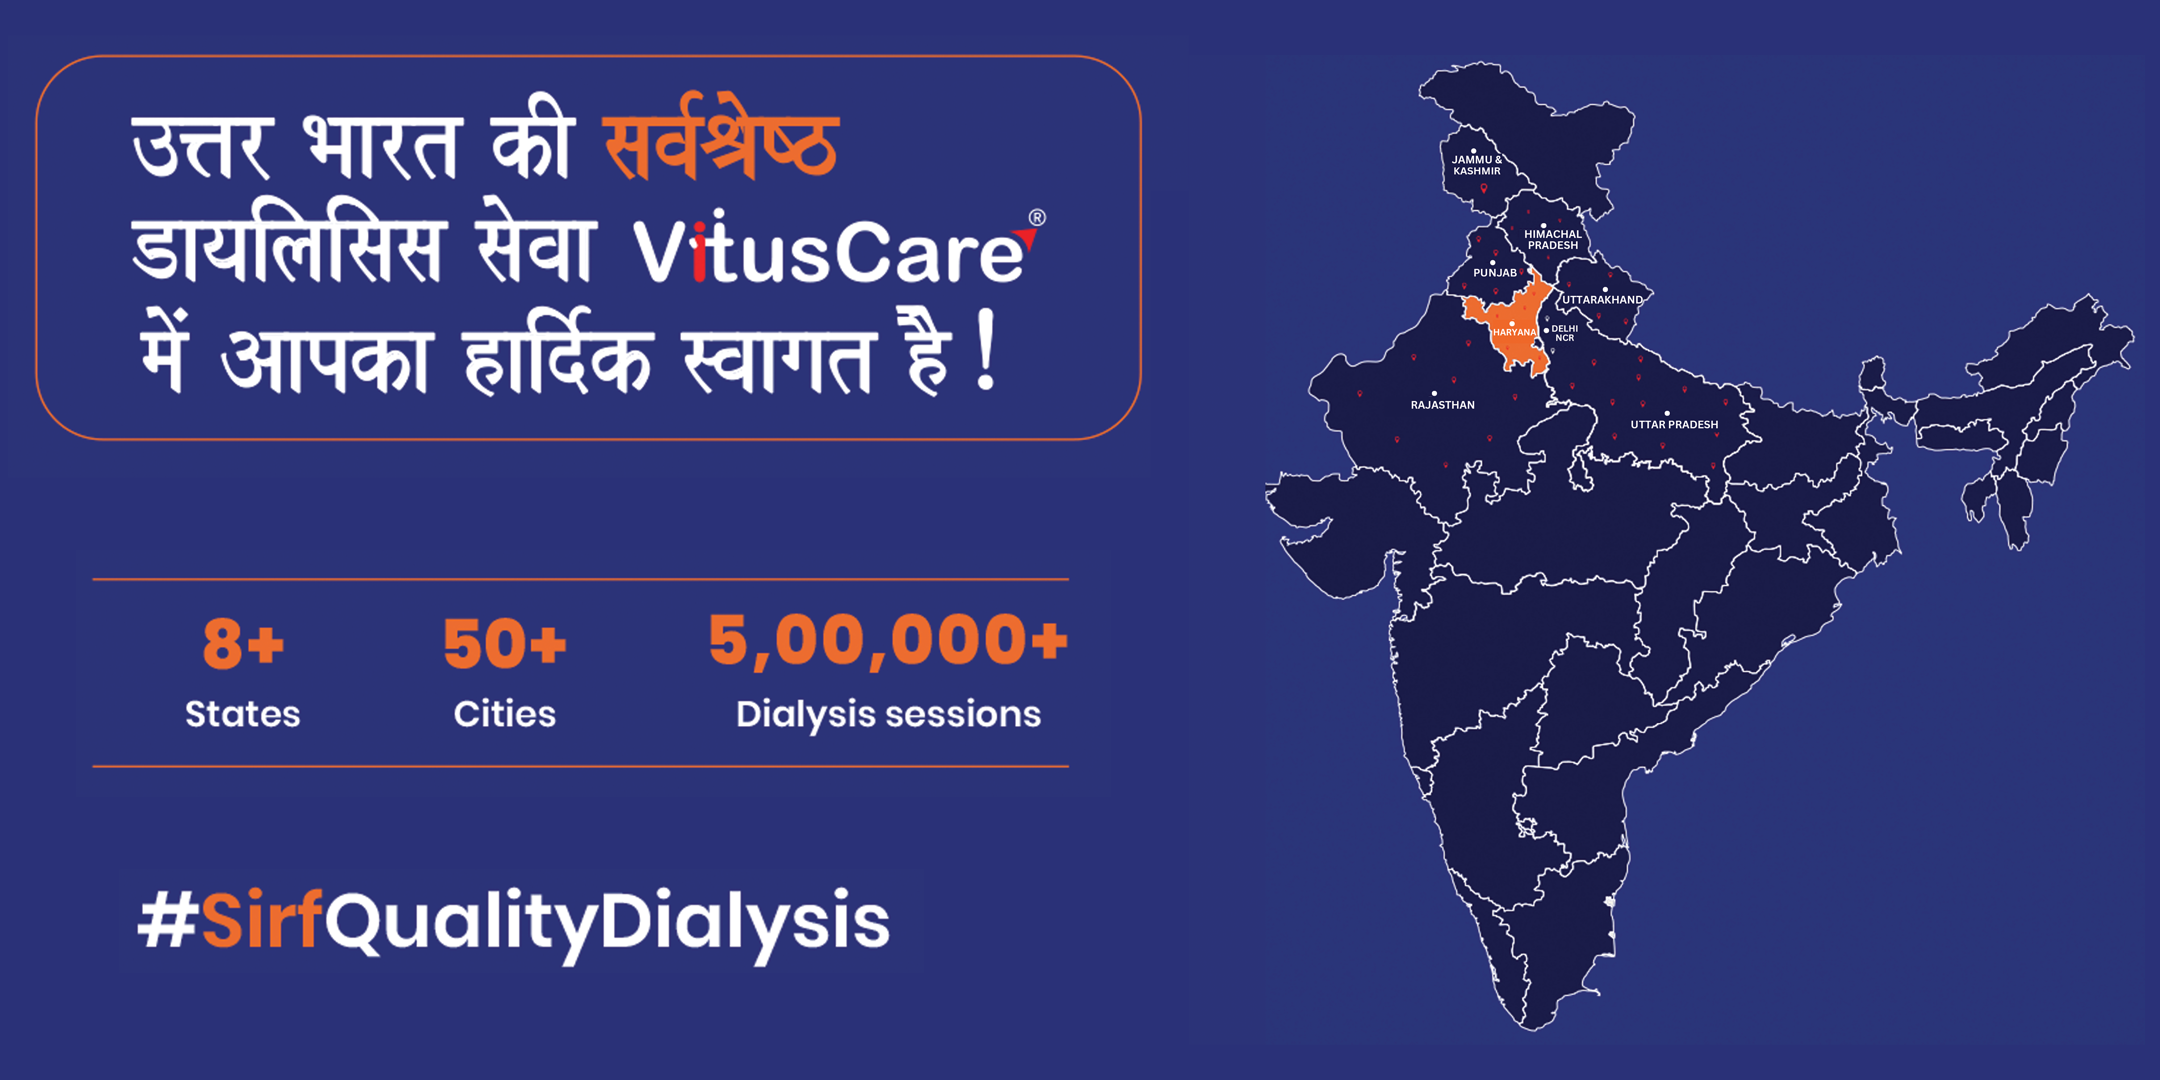 उत्तर भारत की सर्वश्रेष्ठ
डायलिसिस सेवा VitusCare®
में आपका हार्दिक स्वागत है !
8+
States
50+
Cities
5,00,000+
Dialysis sessions
#SirfQualityDialysis
JAMMU &
KASHMIR
HIMACHAL
PRADESH
PUNJAB
UTTARAKHAND
HARYANA
DELHI
NCR
RAJASTHAN
UTTAR PRADESH